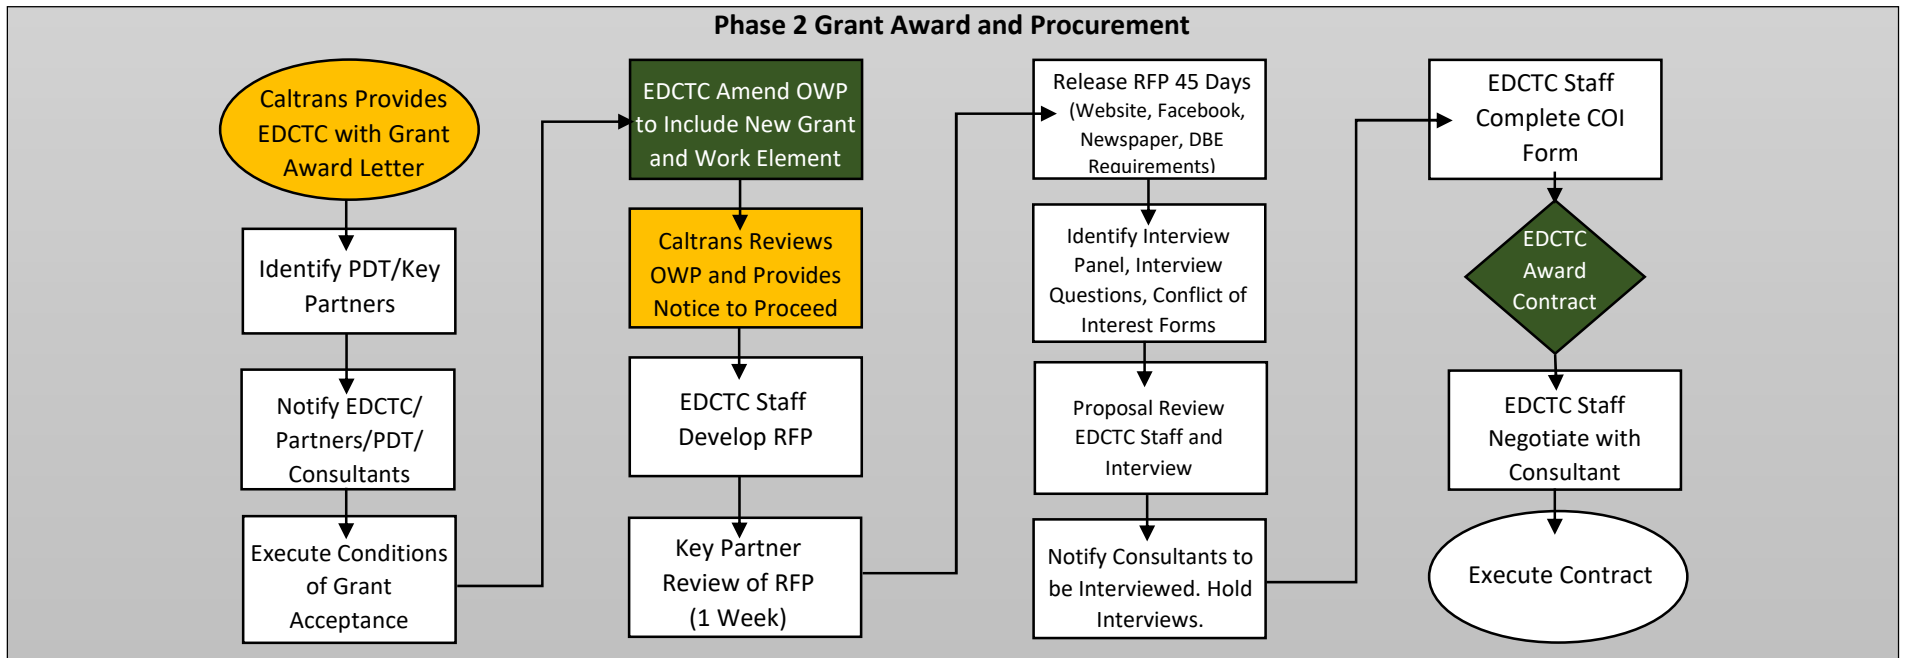 Phase 2 Grant Award and Procurement
Caltrans Provides
EDCTC with Grant
Award Letter
Identify PDT/Key
Partners
Notify EDCTC/
Partners/PDT/
Consultants
Execute Conditions
of Grant
Acceptance
EDCTC Amend OWP
to Include New Grant
and Work Element
Caltrans Reviews
OWP and Provides
Notice to Proceed
EDCTC Staff
Develop RFP
Key Partner
Review of RFP
(1 Week)
Release RFP 45 Days
(Website, Facebook,
Newspaper, DBE
Requirements)
Identify Interview
Panel, Interview
Questions, Conflict of
Interest Forms
Proposal Review
EDCTC Staff and
Interview
Notify Consultants to
be Interviewed. Hold
Interviews.
EDCTC Staff
Complete COI
Form
EDCTC
Award
Contract
EDCTC Staff
Negotiate with
Consultant
Execute Contract